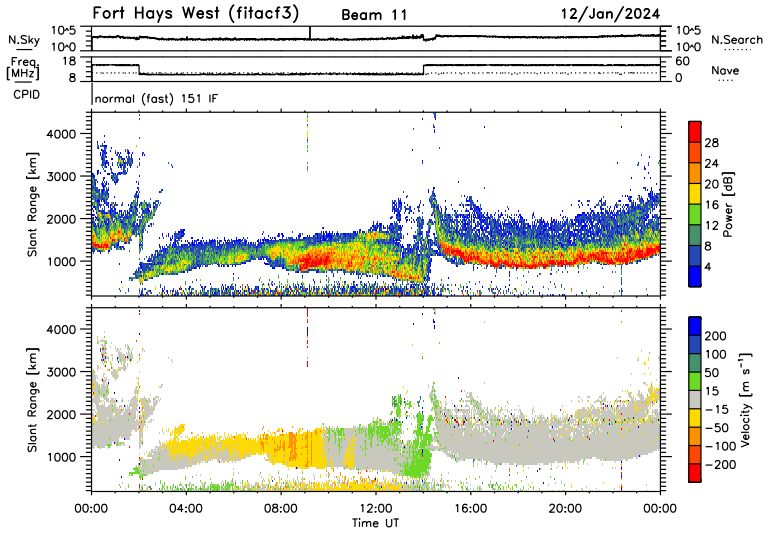 Fort Hays West (fitacf3) Beam 11 12/Jan/2024
N.Sky 10^5 10^0 10^5 10^0 N.Search
Freq. [MHz] 18 8 60 0 Nave
CPID normal (fast) 151 IF
Slant Range [km]
4000
3000
2000
1000
28
24
20
16
12
8
4
Power [dB]
Slant Range [km]
4000
3000
2000
1000
200
100
50
15
−15
−50
−100
−200
Velocity [m s⁻¹]
00:00 04:00 08:00 12:00 16:00 20:00 00:00
Time UT